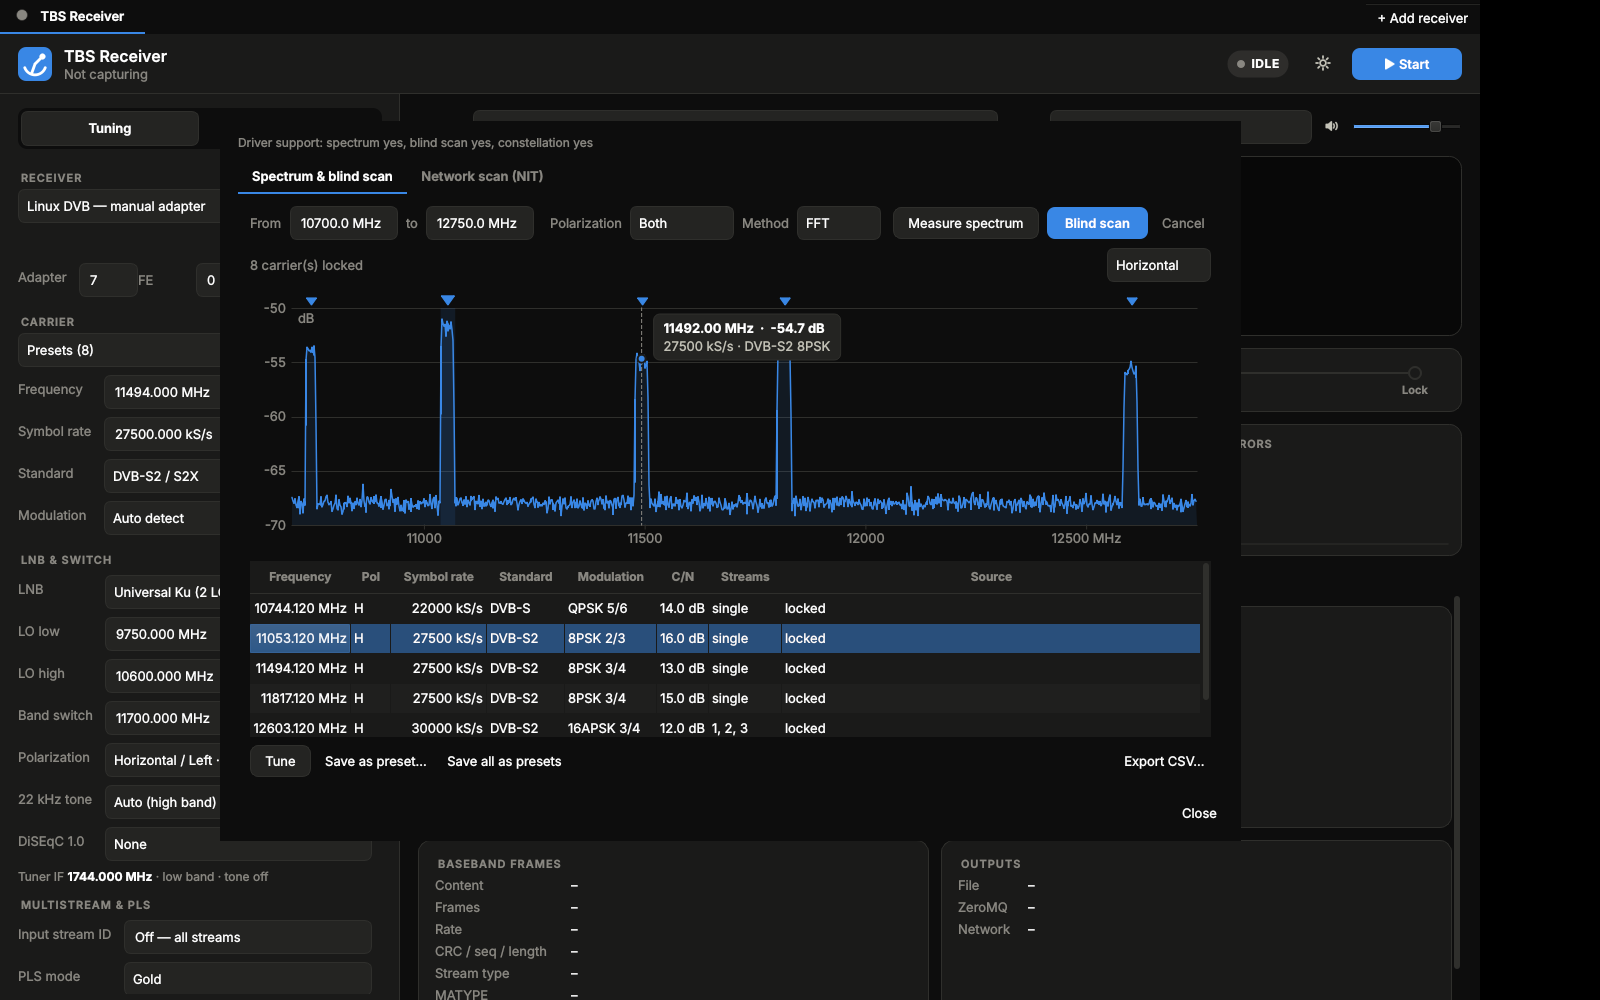 TBS Receiver
+ Add receiver
TBS Receiver
Not capturing
IDLE
Start
Tuning
RECEIVER
Linux DVB — manual adapter
Adapter 7 FE 0
CARRIER
Presets (8)
Frequency 11494.000 MHz
Symbol rate 27500.000 kS/s
Standard DVB-S2 / S2X
Modulation Auto detect
LNB & SWITCH
LNB Universal Ku (2 L
LO low 9750.000 MHz
LO high 10600.000 MHz
Band switch 11700.000 MHz
Polarization Horizontal / Left ·
22 kHz tone Auto (high band)
DiSEqC 1.0 None
Tuner IF 1744.000 MHz · low band · tone off
MULTISTREAM & PLS
Input stream ID Off — all streams
PLS mode Gold
Driver support: spectrum yes, blind scan yes, constellation yes
Spectrum & blind scan Network scan (NIT)
From 10700.0 MHz to 12750.0 MHz Polarization Both Method FFT Measure spectrum Blind scan Cancel
8 carrier(s) locked
Horizontal
-50
dB
-55
-60
-65
-70
11492.00 MHz · -54.7 dB
27500 kS/s · DVB-S2 8PSK
11000 11500 12000 12500 MHz
Frequency Pol Symbol rate Standard Modulation C/N Streams Source
10744.120 MHz H 22000 kS/s DVB-S QPSK 5/6 14.0 dB single locked
11053.120 MHz H 27500 kS/s DVB-S2 8PSK 2/3 16.0 dB single locked
11494.120 MHz H 27500 kS/s DVB-S2 8PSK 3/4 13.0 dB single locked
11817.120 MHz H 27500 kS/s DVB-S2 8PSK 3/4 15.0 dB single locked
12603.120 MHz H 30000 kS/s DVB-S2 16APSK 3/4 12.0 dB 1, 2, 3 locked
Tune Save as preset... Save all as presets Export CSV...
Close
Lock
RORS
BASEBAND FRAMES
Content –
Frames –
Rate –
CRC / seq / length –
Stream type –
MATYPE –
OUTPUTS
File –
ZeroMQ –
Network –